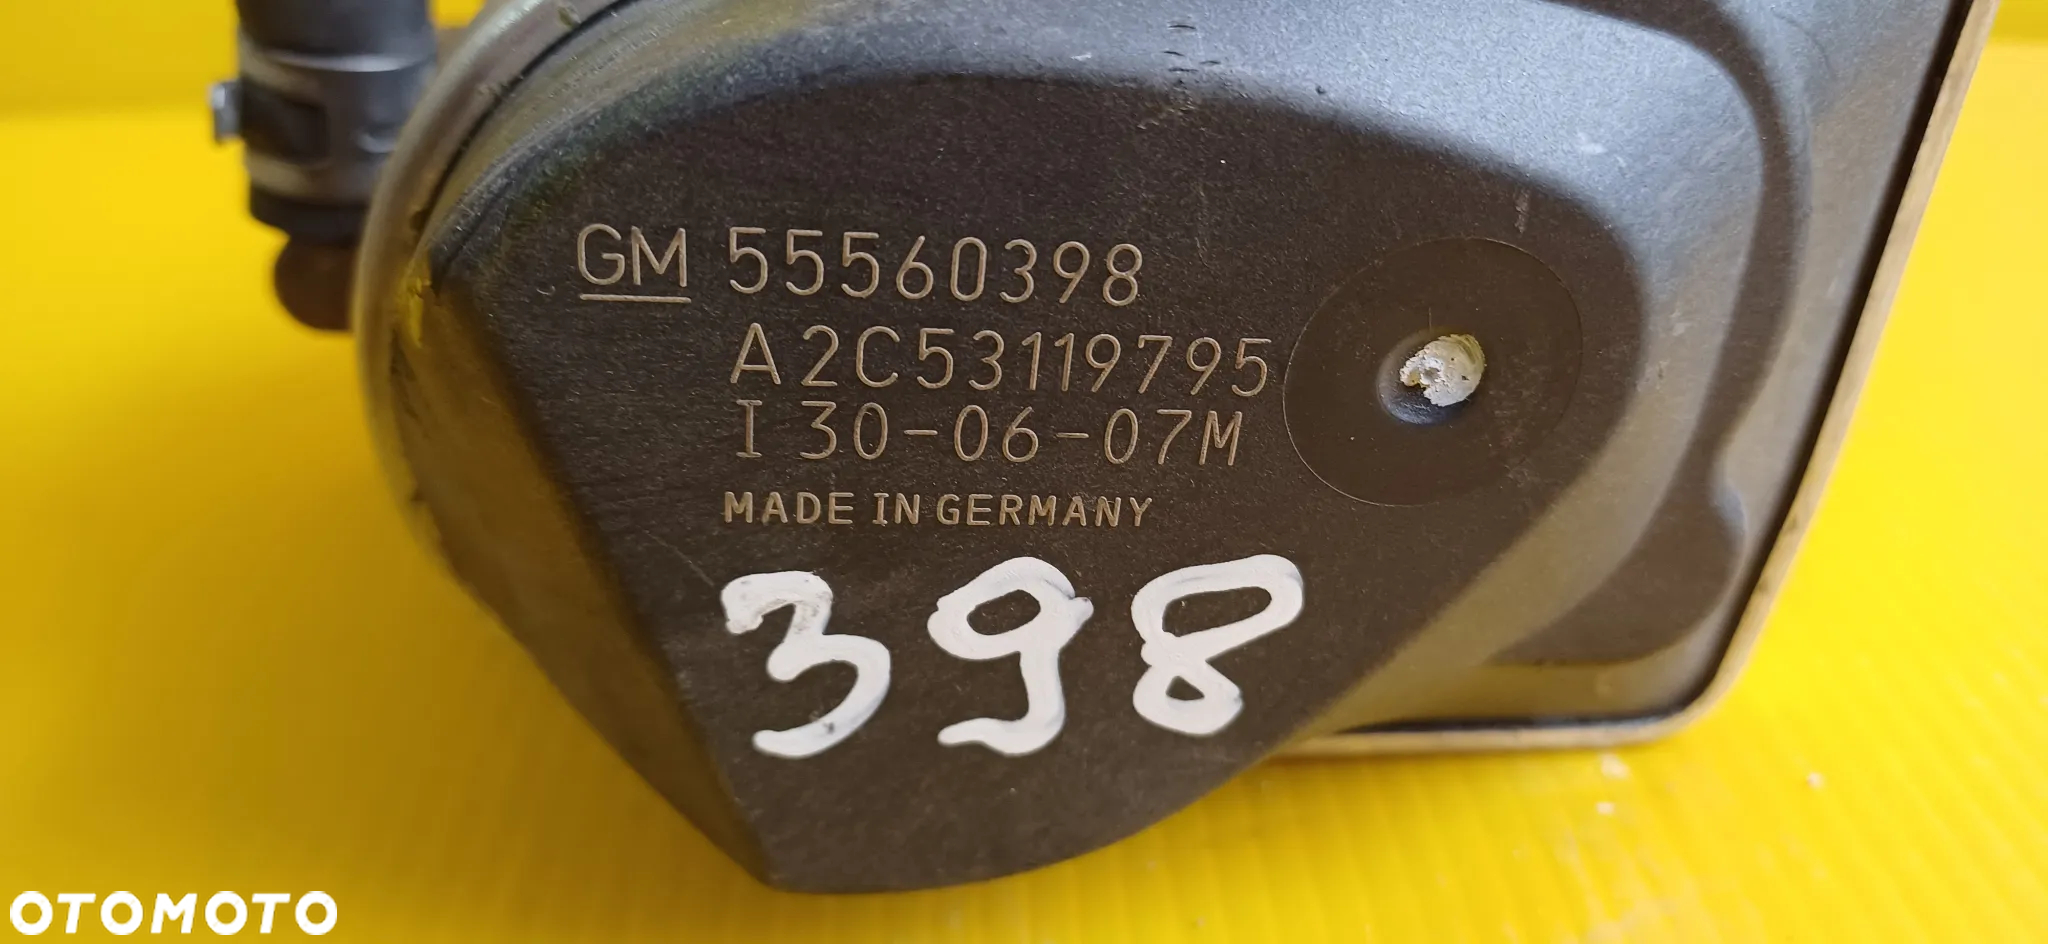 GM 55560398
A2C53119795
I 30-06-07M
MADE IN GERMANY
398
OTOMOTO